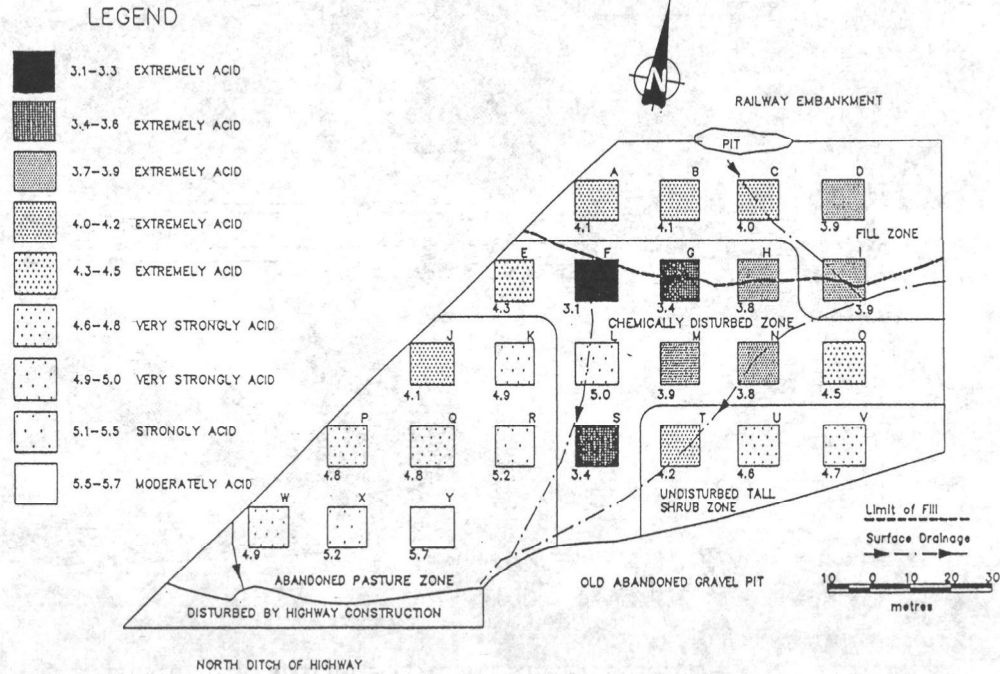 LEGEND
3.1-3.3 EXTREMELY ACID
3.4-3.6 EXTREMELY ACID
3.7-3.9 EXTREMELY ACID
4.0-4.2 EXTREMELY ACID
4.3-4.5 EXTREMELY ACID
4.6-4.8 VERY STRONGLY ACID
4.9-5.0 VERY STRONGLY ACID
5.1-5.5 STRONGLY ACID
5.5-5.7 MODERATELY ACID
N
RAILWAY EMBANKMENT
PIT
A B C D
4.1 4.1 4.0 3.9
FILL ZONE
E F G H I
4.3 3.1 3.4 3.8 3.9
CHEMICALLY DISTURBED ZONE
J K L M N O
4.1 4.9 5.0 3.9 3.8 4.5
P Q R S T U V
4.8 4.8 5.2 3.4 4.2 4.6 4.7
UNDISTURBED TALL
SHRUB ZONE
W X Y
4.9 5.2 5.7
ABANDONED PASTURE ZONE
DISTURBED BY HIGHWAY CONSTRUCTION
OLD ABANDONED GRAVEL PIT
NORTH DITCH OF HIGHWAY
Limit of Fill
Surface Drainage
10 0 10 20 30
metres